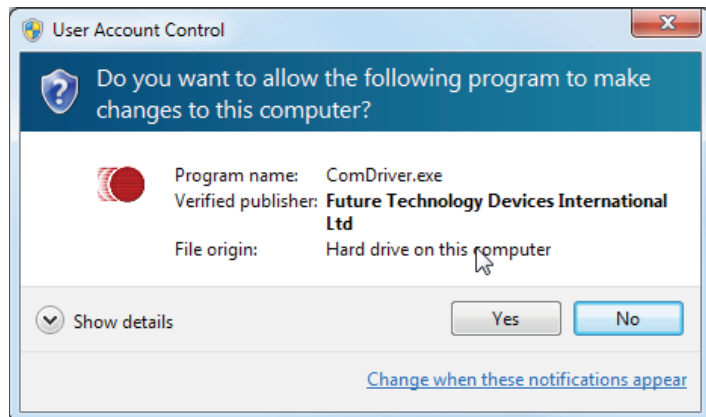 User Account Control
Do you want to allow the following program to make
changes to this computer?
Program name: ComDriver.exe
Verified publisher: Future Technology Devices International
Ltd
File origin: Hard drive on this computer
Show details
Yes
No
Change when these notifications appear